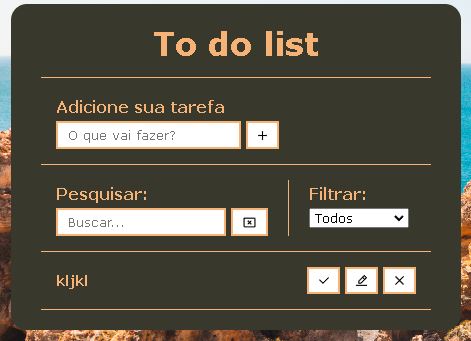 To do list
Adicione sua tarefa
O que vai fazer?
Pesquisar:
Filtrar:
Buscar...
Todos
kljkl